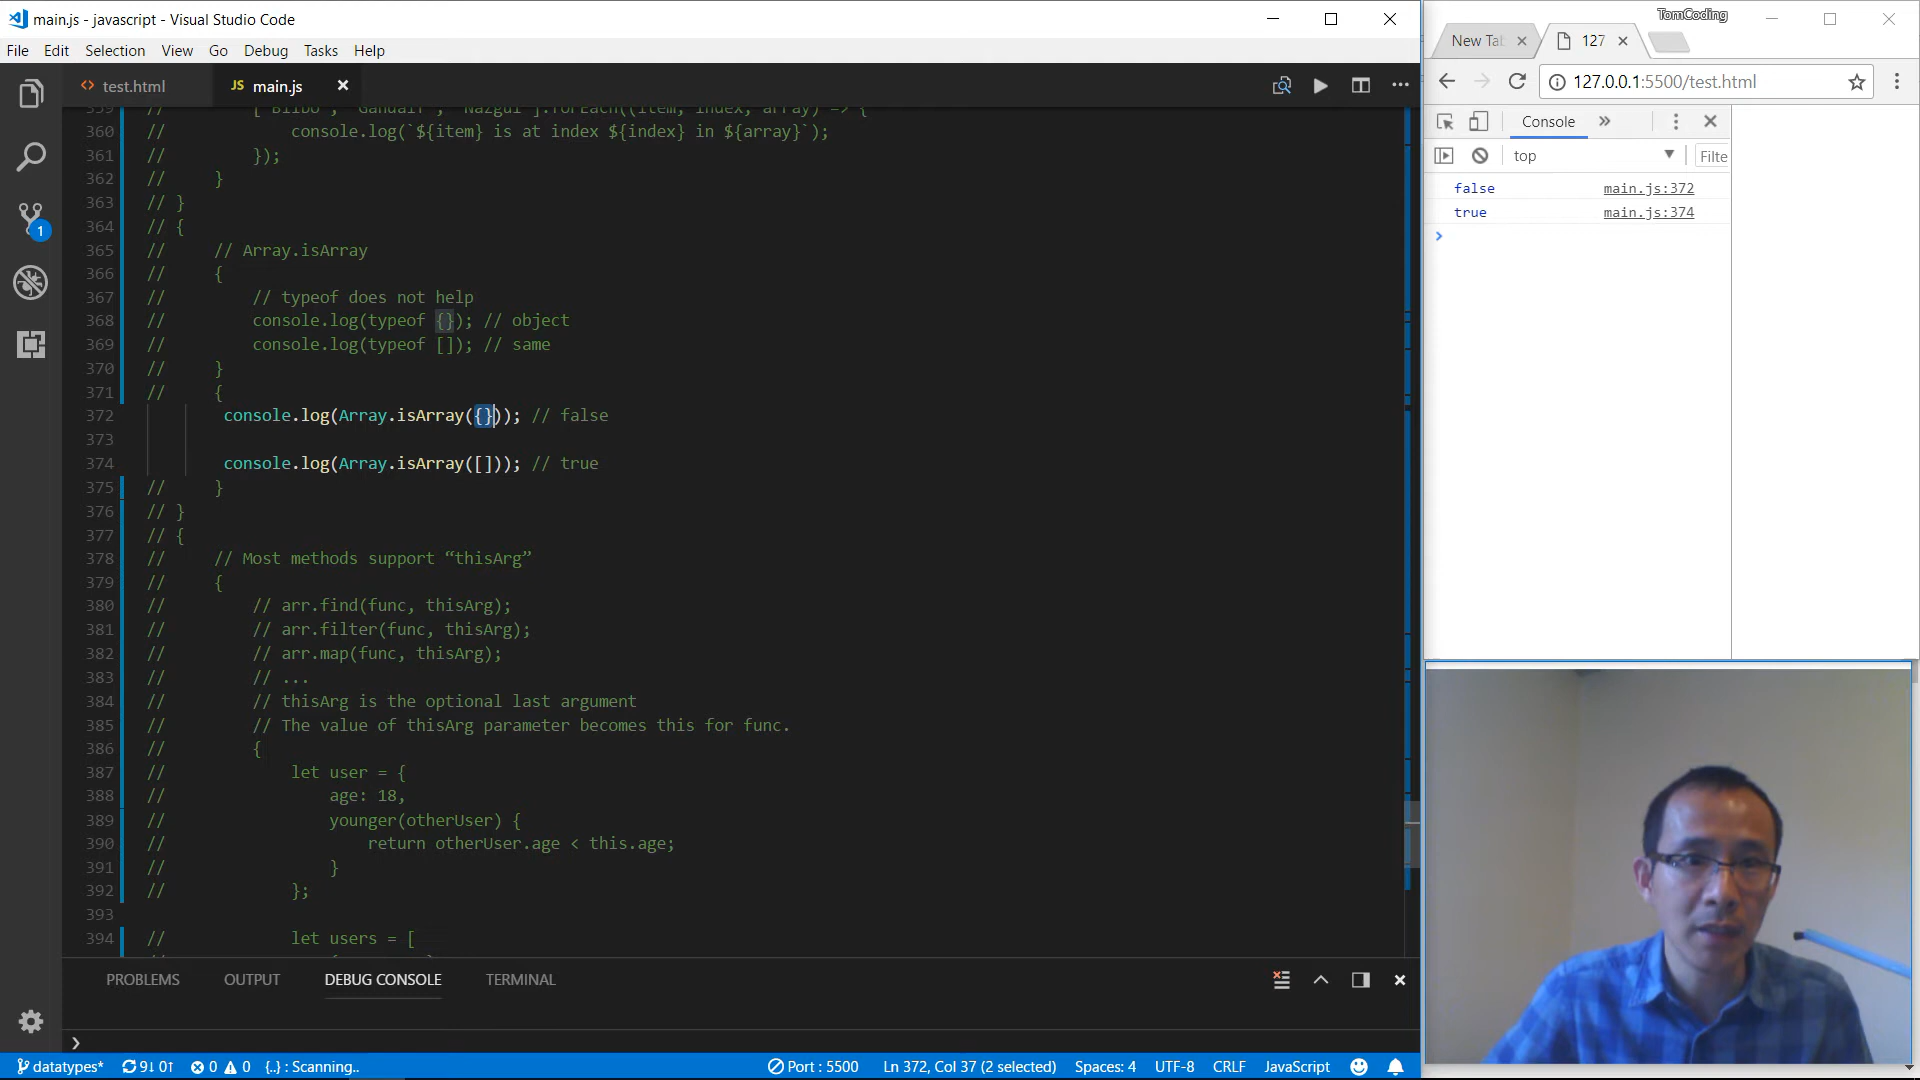 main.js - javascript - Visual Studio Code
File Edit Selection View Go Debug Tasks Help
test.html
JS main.js
360 // console.log(`${item} is at index ${index} in ${array}`);
361 // });
362 // }
363 // }
364 // {
365 // // Array.isArray
366 // {
367 // // typeof does not help
368 // console.log(typeof {}); // object
369 // console.log(typeof []); // same
370 // }
371 // {
372 console.log(Array.isArray({})); // false
373
374 console.log(Array.isArray([])); // true
375 // }
376 // }
377 // {
378 // // Most methods support “thisArg”
379 // {
380 // // arr.find(func, thisArg);
381 // // arr.filter(func, thisArg);
382 // // arr.map(func, thisArg);
383 // // ...
384 // // thisArg is the optional last argument
385 // // The value of thisArg parameter becomes this for func.
386 // {
387 // let user = {
388 // age: 18,
389 // younger(otherUser) {
390 // return otherUser.age < this.age;
391 // }
392 // };
393
394 // let users = [
PROBLEMS OUTPUT DEBUG CONSOLE TERMINAL
1
datatypes* 9↓ 0↑ 0 0 {..} : Scanning..
Port : 5500 Ln 372, Col 37 (2 selected) Spaces: 4 UTF-8 CRLF JavaScript
TomCoding
New Tab
127
127.0.0.1:5500/test.html
Console
top
Filte
false main.js:372
true main.js:374